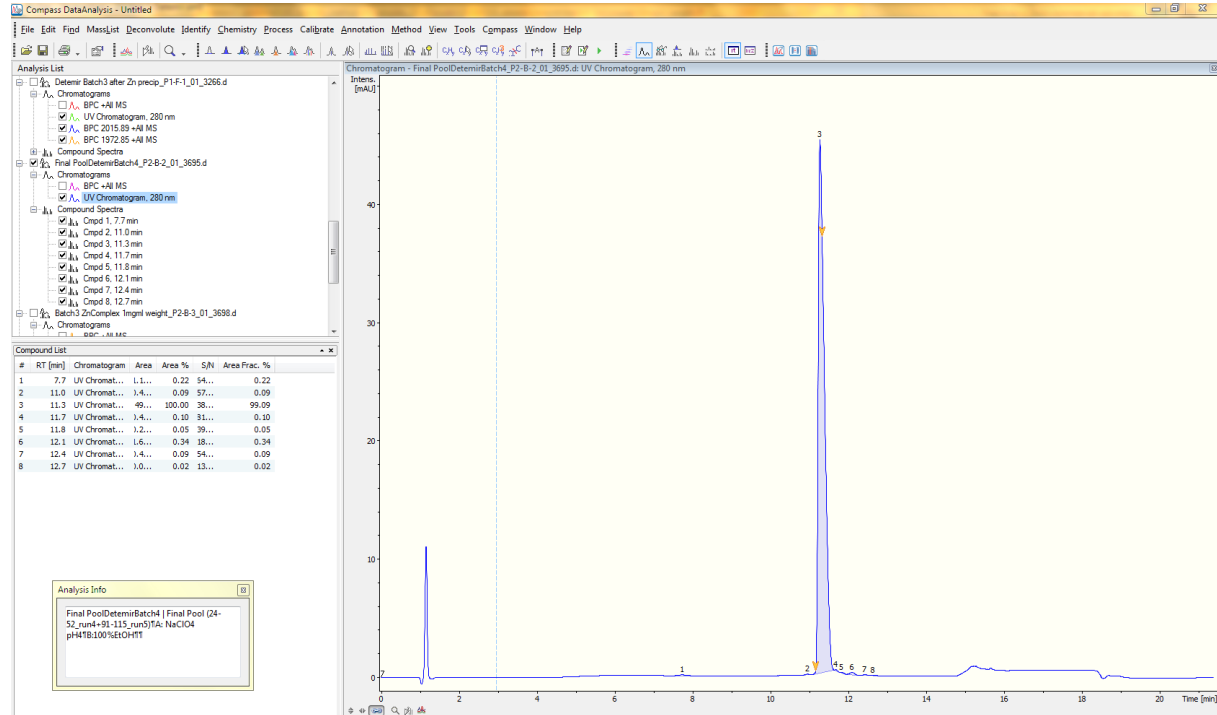 Compass DataAnalysis - Untitled
File Edit Find MassList Deconvolute Identify Chemistry Process Calibrate Annotation Method View Tools Compass Window Help
Analysis List
Detemir Batch3 after Zn precip_P1-F-1_01_3266.d
Chromatograms
BPC +All MS
UV Chromatogram, 280 nm
BPC 2015.89 +All MS
BPC 1972.85 +All MS
Compound Spectra
Final PoolDetemirBatch4_P2-B-2_01_3695.d
Chromatograms
BPC +All MS
UV Chromatogram, 280 nm
Compound Spectra
Cmpd 1, 7.7 min
Cmpd 2, 11.0 min
Cmpd 3, 11.3 min
Cmpd 4, 11.7 min
Cmpd 5, 11.8 min
Cmpd 6, 12.1 min
Cmpd 7, 12.4 min
Cmpd 8, 12.7 min
Batch3 ZnComplex 1mgml weight_P2-B-3_01_3698.d
Chromatograms
BPC +All MS
Compound List
# RT [min] Chromatogram Area Area % S/N Area Frac. %
1 7.7 UV Chromat... 0.22 54... 0.22
2 11.0 UV Chromat... 0.09 57... 0.09
3 11.3 UV Chromat... 49... 100.00 38... 99.09
4 11.7 UV Chromat... 0.10 31... 0.10
5 11.8 UV Chromat... 0.05 39... 0.05
6 12.1 UV Chromat... 0.34 18... 0.34
7 12.4 UV Chromat... 0.09 54... 0.09
8 12.7 UV Chromat... 0.02 13... 0.02
Analysis Info
Final PoolDetemirBatch4 | Final Pool (24-
52_run4+91-115_run5)¶A: NaClO4
pH4¶B:100%EtOH¶¶
Chromatogram - Final PoolDetemirBatch4_P2-B-2_01_3695.d: UV Chromatogram, 280 nm
Intens.
[mAU]
3
40
30
20
10
0
7 1 2 4 5 6 7 8
0 2 4 6 8 10 12 14 16 18 20 Time [min]